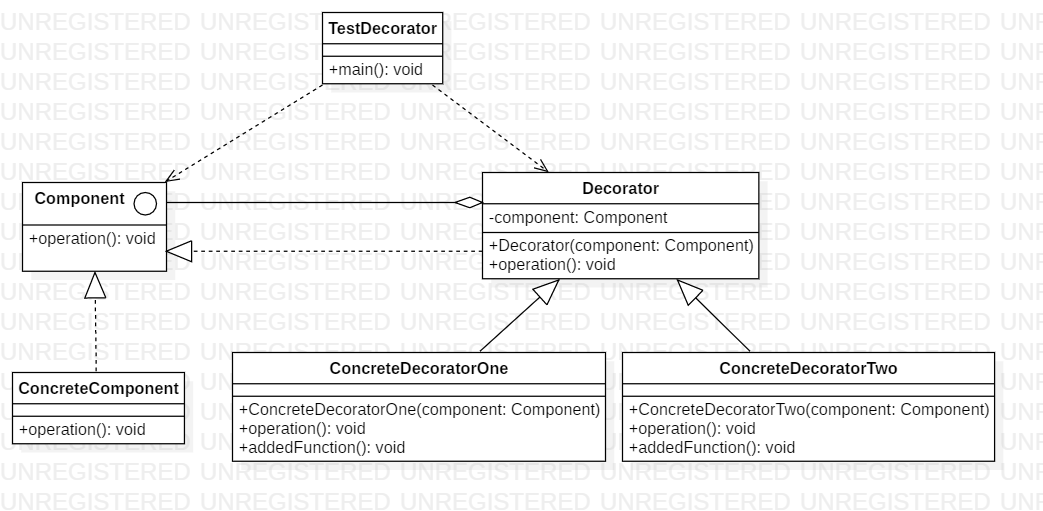 TestDecorator
+main(): void
Component
+operation(): void
Decorator
-component: Component
+Decorator(component: Component)
+operation(): void
ConcreteComponent
+operation(): void
ConcreteDecoratorOne
+ConcreteDecoratorOne(component: Component)
+operation(): void
+addedFunction(): void
ConcreteDecoratorTwo
+ConcreteDecoratorTwo(component: Component)
+operation(): void
+addedFunction(): void
UNREGISTERED